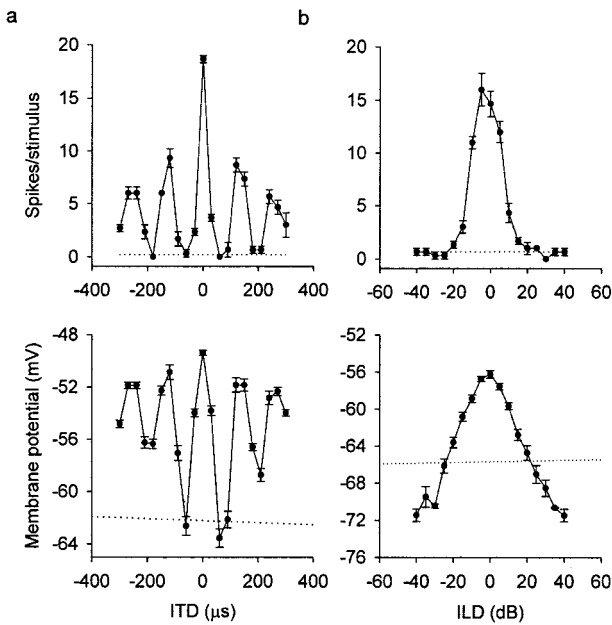 a
b
20
15
10
5
0
Spikes/stimulus
-400 -200 0 200 400
20
15
10
5
0
-60 -40 -20 0 20 40 60
-48
-52
-56
-60
-64
Membrane potential (mV)
-400 -200 0 200 400
ITD (μs)
-52
-56
-60
-64
-68
-72
-76
-60 -40 -20 0 20 40 60
ILD (dB)